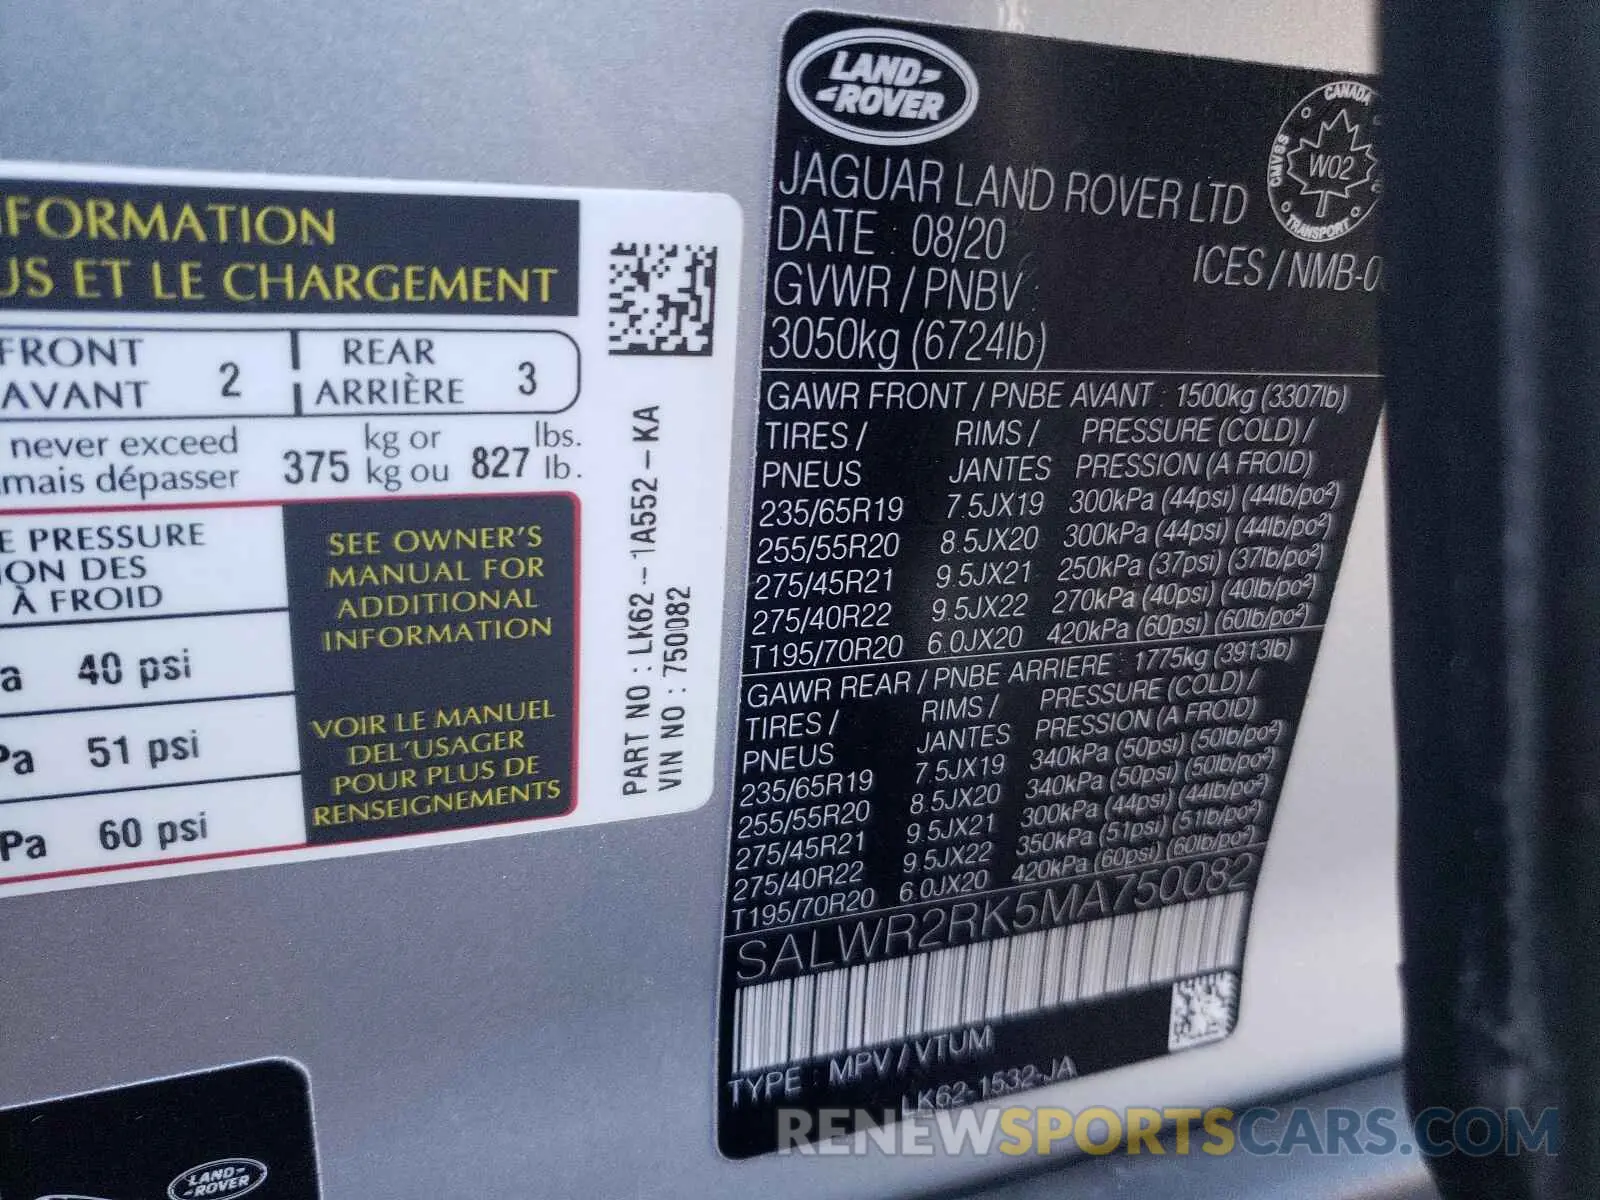 FORMATION
US ET LE CHARGEMENT
FRONT
AVANT 2
REAR
ARRIÈRE 3
never exceed
mais dépasser
375 kg or
kg ou 827 lbs.
lb.
E PRESSURE
ON DES
À FROID
a 40 psi
Pa 51 psi
Pa 60 psi
SEE OWNER'S
MANUAL FOR
ADDITIONAL
INFORMATION
VOIR LE MANUEL
DEL'USAGER
POUR PLUS DE
RENSEIGNEMENTS
PART NO : LK62--1A552-KA
VIN NO : 750082
LAND-
-ROVER
CANADA
CMVSS
W02
TRANSPORT
JAGUAR LAND ROVER LTD
DATE : 08/20
ICES / NMB-0
GVWR / PNBV :
3050kg (6724lb)
GAWR FRONT / PNBE AVANT : 1500kg (3307lb)
TIRES / RIMS / PRESSURE (COLD) /
PNEUS JANTES PRESSION (A FROID)
235/65R19 7.5JX19 300kPa (44psi) (44lb/po²)
255/55R20 8.5JX20 300kPa (44psi) (44lb/po²)
275/45R21 9.5JX21 250kPa (37psi) (37lb/po²)
275/40R22 9.5JX22 270kPa (40psi) (40lb/po²)
T195/70R20 6.0JX20 420kPa (60psi) (60lb/po²)
GAWR REAR / PNBE ARRIERE : 1775kg (3913lb)
TIRES / RIMS / PRESSURE (COLD) /
PNEUS JANTES PRESSION (A FROID)
235/65R19 7.5JX19 340kPa (50psi) (50lb/po²)
255/55R20 8.5JX20 340kPa (50psi) (50lb/po²)
275/45R21 9.5JX21 300kPa (44psi) (44lb/po²)
275/40R22 9.5JX22 350kPa (51psi) (51lb/po²)
T195/70R20 6.0JX20 420kPa (60psi) (60lb/po²)
SALWR2RK5MA750082
TYPE : MPV / VTUM
LK62-1532-JA
LAND-
-ROVER
RENEWSPORTSCARS.COM